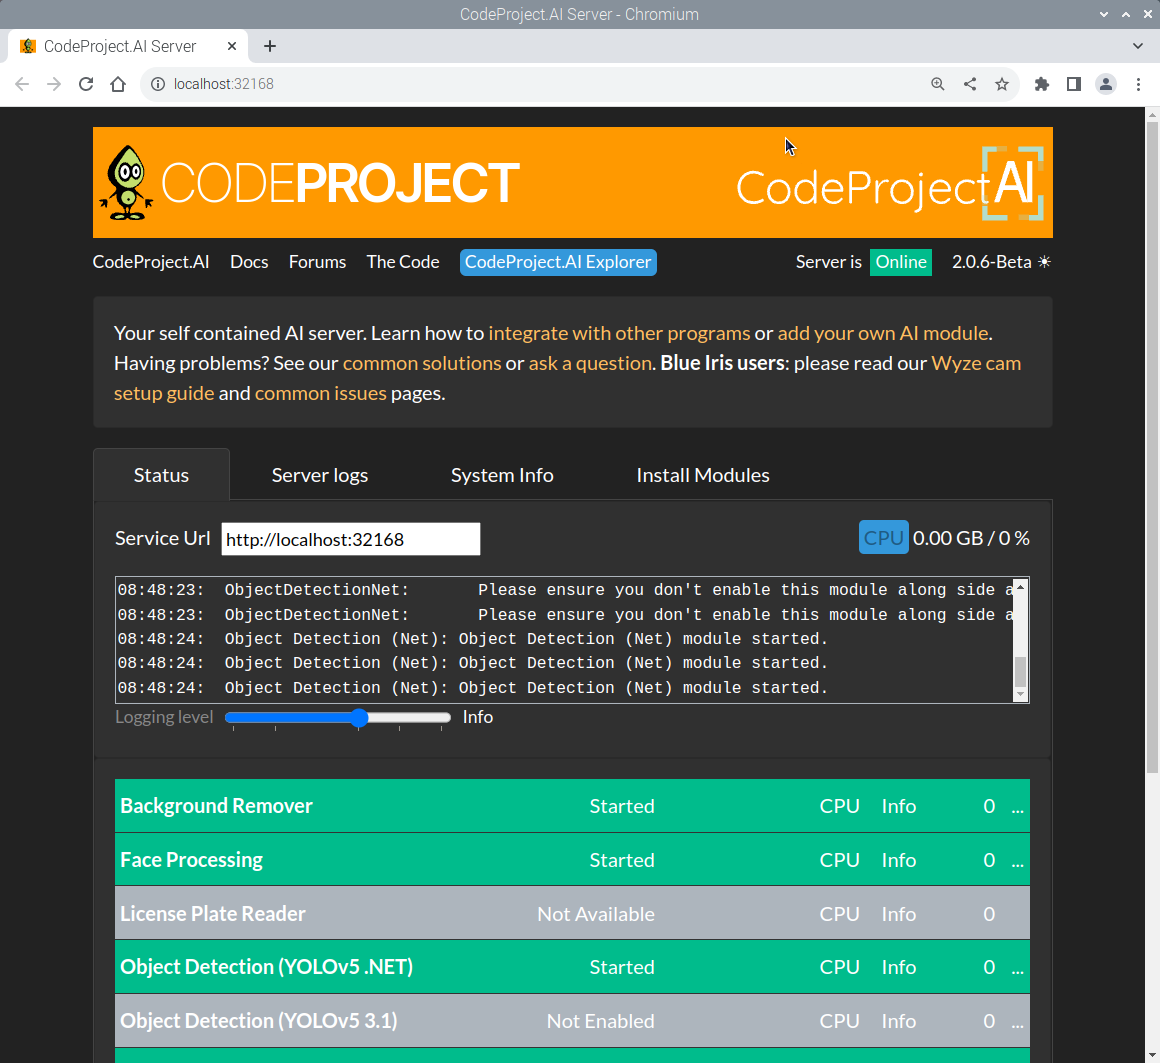 CodeProject.AI Server - Chromium
CodeProject.AI Server
localhost:32168
CODEPROJECT CodeProject AI
CodeProject.AI Docs Forums The Code CodeProject.AI Explorer Server is Online 2.0.6-Beta
Your self contained AI server. Learn how to integrate with other programs or add your own AI module.
Having problems? See our common solutions or ask a question. Blue Iris users: please read our Wyze cam
setup guide and common issues pages.
Status Server logs System Info Install Modules
Service Url http://localhost:32168 CPU 0.00 GB / 0 %
08:48:23: ObjectDetectionNet: Please ensure you don't enable this module along side a
08:48:23: ObjectDetectionNet: Please ensure you don't enable this module along side a
08:48:24: Object Detection (Net): Object Detection (Net) module started.
08:48:24: Object Detection (Net): Object Detection (Net) module started.
08:48:24: Object Detection (Net): Object Detection (Net) module started.
Logging level Info
Background Remover Started CPU Info 0 ...
Face Processing Started CPU Info 0 ...
License Plate Reader Not Available CPU Info 0
Object Detection (YOLOv5 .NET) Started CPU Info 0 ...
Object Detection (YOLOv5 3.1) Not Enabled CPU Info 0 ...